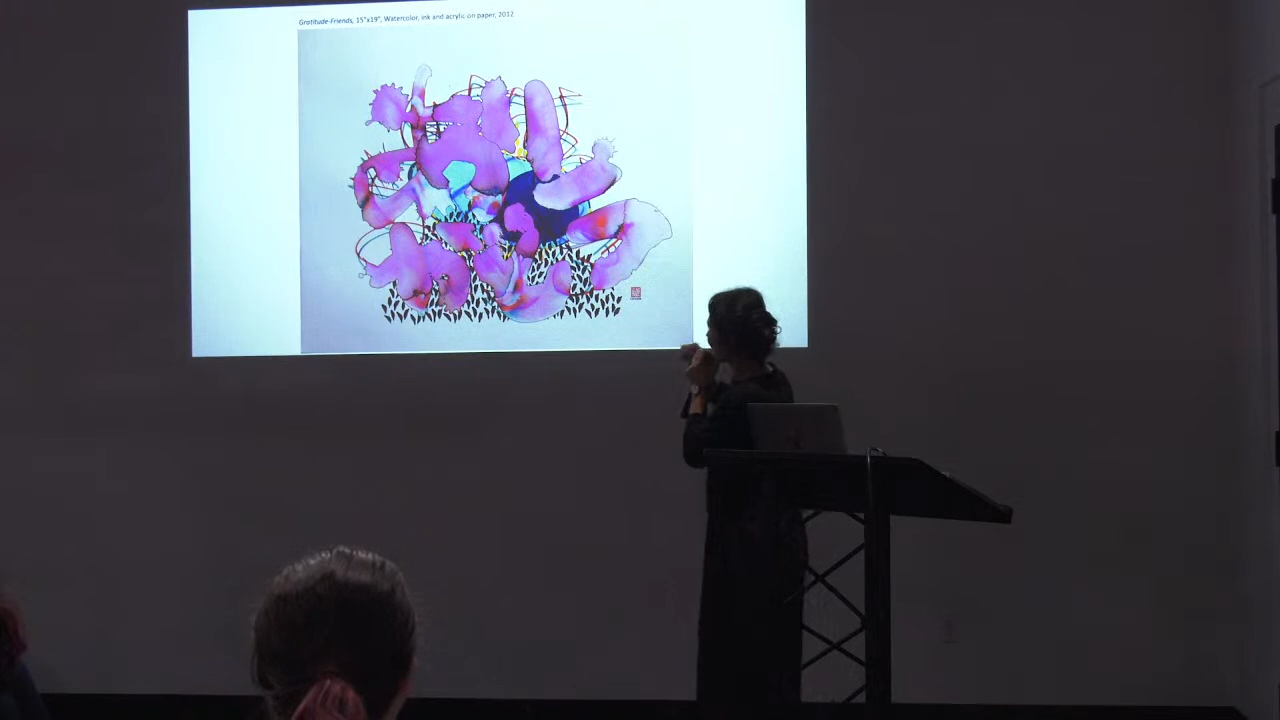 Gratitude-Friends, 15"x19", Watercolor, ink and acrylic on paper, 2012